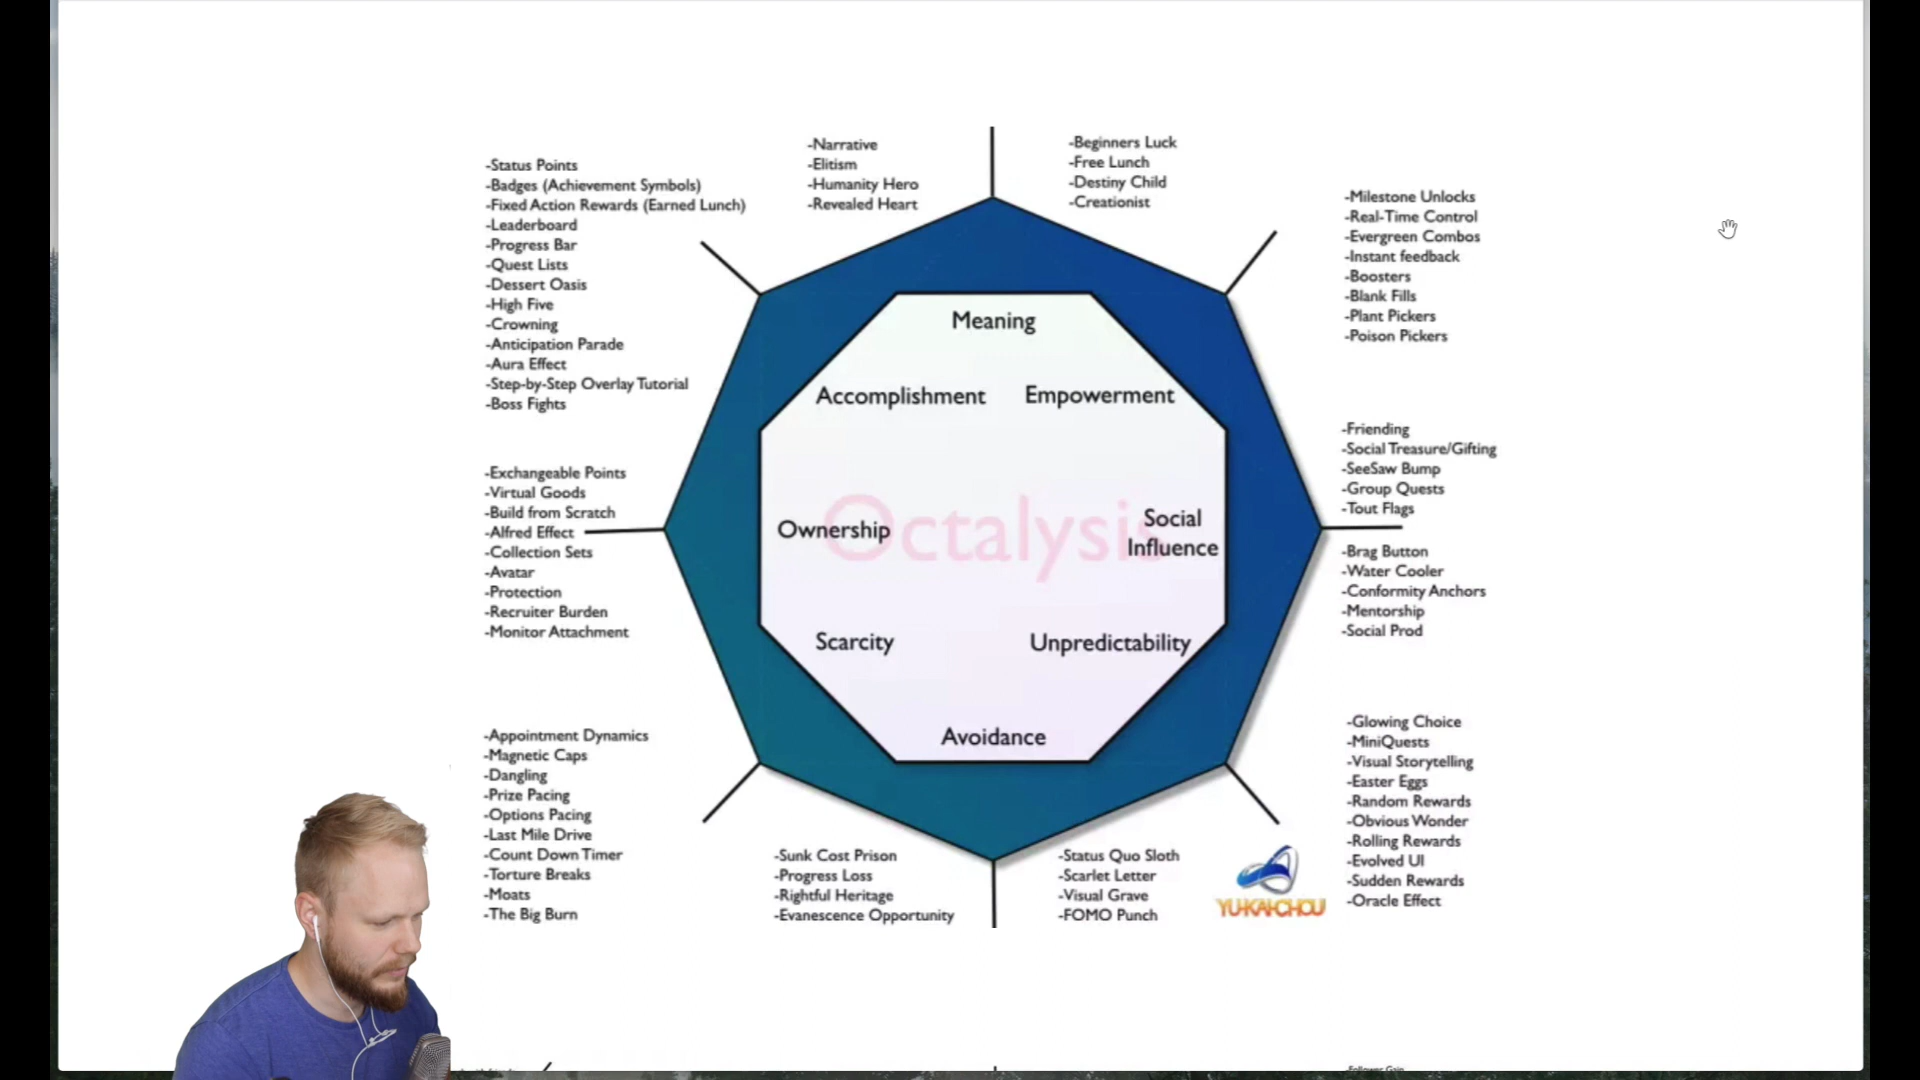 -Narrative
-Elitism
-Humanity Hero
-Revealed Heart
-Beginners Luck
-Free Lunch
-Destiny Child
-Creationist
-Status Points
-Badges (Achievement Symbols)
-Fixed Action Rewards (Earned Lunch)
-Leaderboard
-Progress Bar
-Quest Lists
-Dessert Oasis
-High Five
-Crowning
-Anticipation Parade
-Aura Effect
-Step-by-Step Overlay Tutorial
-Boss Fights
-Milestone Unlocks
-Real-Time Control
-Evergreen Combos
-Instant feedback
-Boosters
-Blank Fills
-Plant Pickers
-Poison Pickers
Meaning
Accomplishment
Empowerment
Octalysis
Ownership
Social
Influence
Scarcity
Unpredictability
Avoidance
-Exchangeable Points
-Virtual Goods
-Build from Scratch
-Alfred Effect
-Collection Sets
-Avatar
-Protection
-Recruiter Burden
-Monitor Attachment
-Friending
-Social Treasure/Gifting
-SeeSaw Bump
-Group Quests
-Tout Flags
-Brag Button
-Water Cooler
-Conformity Anchors
-Mentorship
-Social Prod
-Appointment Dynamics
-Magnetic Caps
-Dangling
-Prize Pacing
-Options Pacing
-Last Mile Drive
-Count Down Timer
-Torture Breaks
-Moats
-The Big Burn
-Sunk Cost Prison
-Progress Loss
-Rightful Heritage
-Evanescence Opportunity
-Status Quo Sloth
-Scarlet Letter
-Visual Grave
-FOMO Punch
YU-KAI-CHOU
-Glowing Choice
-MiniQuests
-Visual Storytelling
-Easter Eggs
-Random Rewards
-Obvious Wonder
-Rolling Rewards
-Evolved UI
-Sudden Rewards
-Oracle Effect